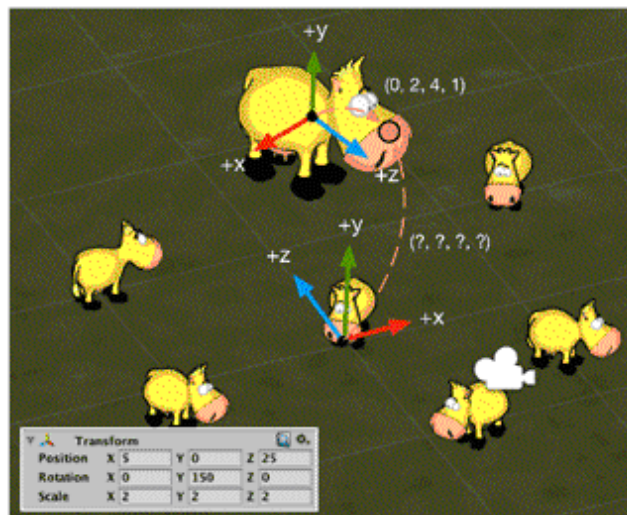 +y
(0, 2, 4, 1)
+x
+z
+y
(?, ?, ?, ?)
+z
+x
Transform
Position X 5 Y 0 Z 25
Rotation X 0 Y 150 Z 0
Scale X 2 Y 2 Z 2